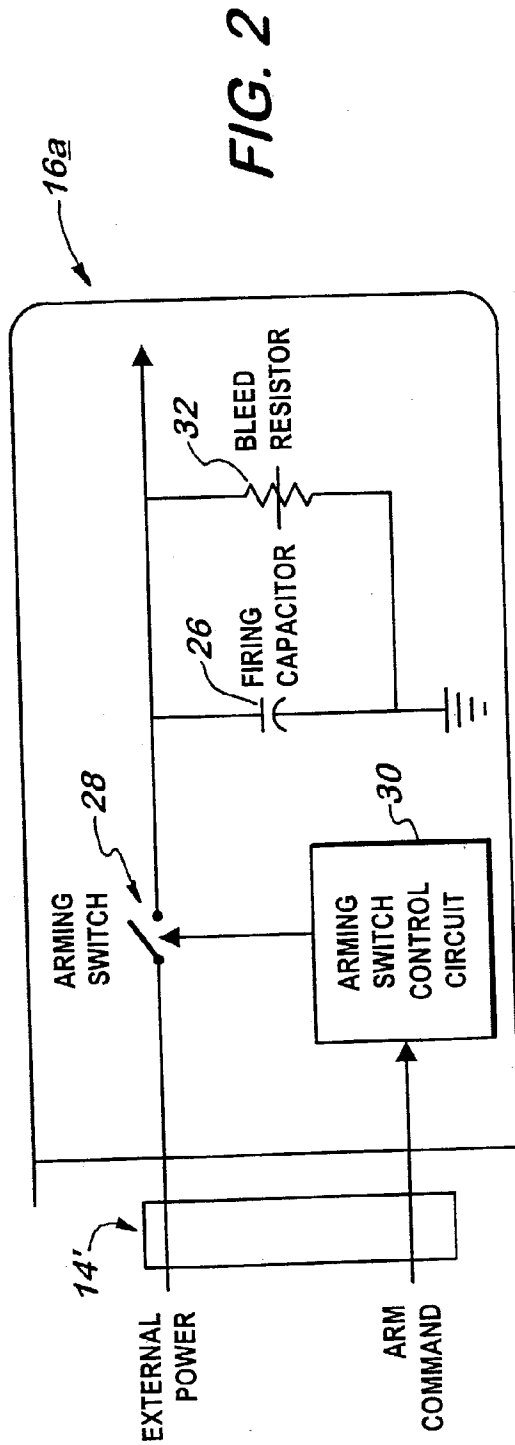 FIG. 2
16a
14'
EXTERNAL
POWER
ARM
COMMAND
ARMING
SWITCH
28
ARMING
SWITCH
CONTROL
CIRCUIT
30
26
FIRING
CAPACITOR
32
BLEED
RESISTOR